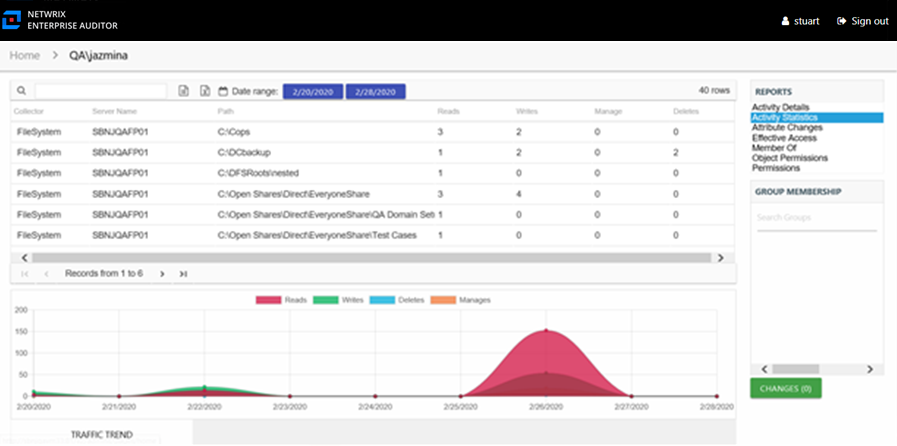 NETWRIX
ENTERPRISE AUDITOR
stuart Sign out
Home > QA\jazmina
Date range: 2/20/2020 2/28/2020 40 rows
Collector Server Name Path Reads Writes Manage Deletes
FileSystem SBNJQAFP01 C:\Cops 3 2 0 0
FileSystem SBNJQAFP01 C:\DCbackup 1 2 0 2
FileSystem SBNJQAFP01 C:\DFSRoots\nested 1 0 0 0
FileSystem SBNJQAFP01 C:\Open Shares\Direct\EveryoneShare 3 4 0 0
FileSystem SBNJQAFP01 C:\Open Shares\Direct\EveryoneShare\QA Domain Set 1 0 0 0
FileSystem SBNJQAFP01 C:\Open Shares\Direct\EveryoneShare\Test Cases 1 0 0 0
Records from 1 to 6
Reads Writes Deletes Manages
200
150
100
50
0
2/20/2020 2/21/2020 2/22/2020 2/23/2020 2/24/2020 2/25/2020 2/26/2020 2/27/2020 2/28/2020
TRAFFIC TREND
REPORTS
Activity Details
Activity Statistics
Attribute Changes
Effective Access
Member Of
Object Permissions
Permissions
GROUP MEMBERSHIP
Search Groups
CHANGES (0)